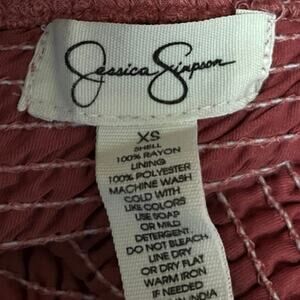 Jessica Simpson
XS
SHELL
100% RAYON
LINING
100% POLYESTER
MACHINE WASH
COLD WITH
LIKE COLORS
USE SOAP
OR MILD
DETERGENT
DO NOT BLEACH
LINE DRY
OR DRY FLAT
WARM IRON
IF NEEDED